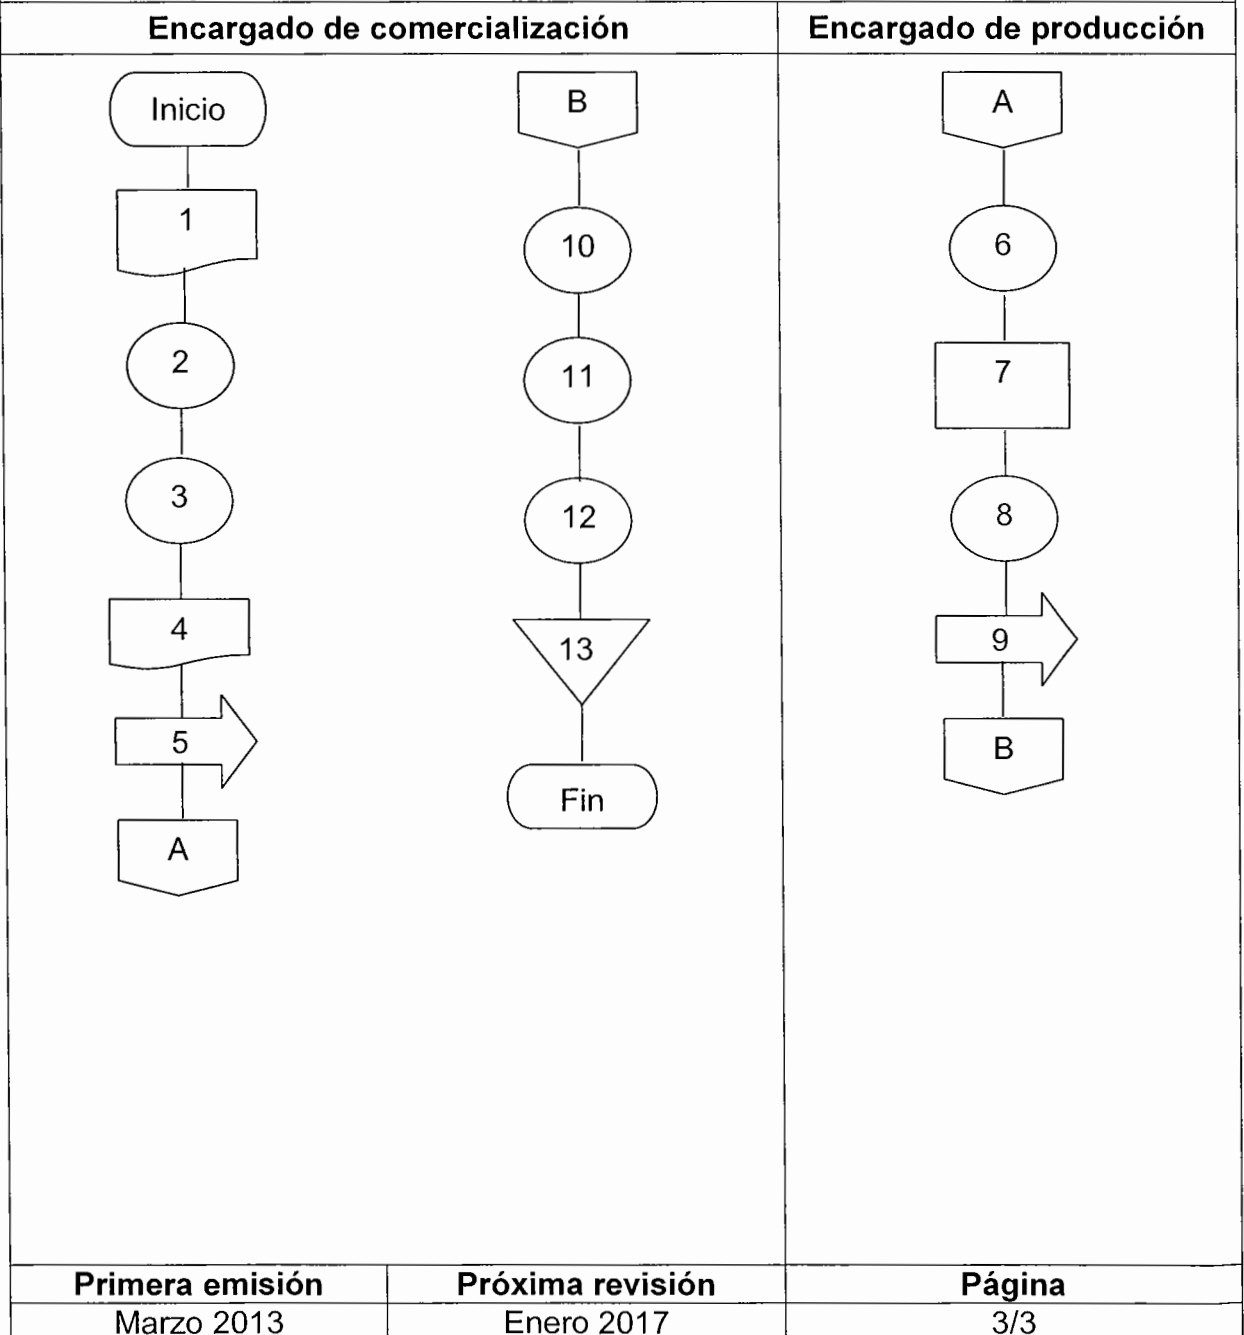 Encargado de comercialización
Encargado de producción
Inicio
1
2
3
4
5
A
B
10
11
12
13
Fin
A
6
7
8
9
B
Primera emisión
Próxima revisión
Página
Marzo 2013
Enero 2017
3/3